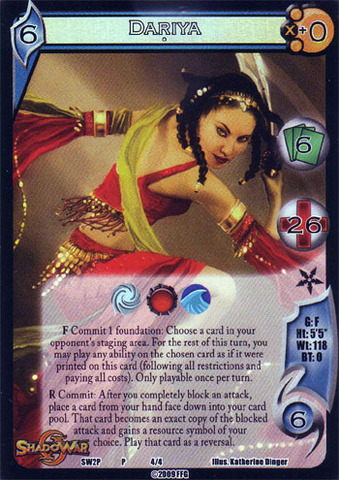 6
DARIYA
X+0
6
26
G: F
Ht: 5'5"
Wt: 118
BT: 0
F Commit 1 foundation: Choose a card in your
opponent's staging area. For the rest of this turn, you
may play any ability on the chosen card as if it were
printed on this card (following all restrictions and
paying all costs). Only playable once per turn.
R Commit: After you completely block an attack,
place a card from your hand face down into your card
pool. That card becomes an exact copy of the blocked
attack and gains a resource symbol of your
choice. Play that card as a reversal.
6
SHADOWAR
SW2P P 4/4 Illus. Katherine Dinger
©2009 FFG